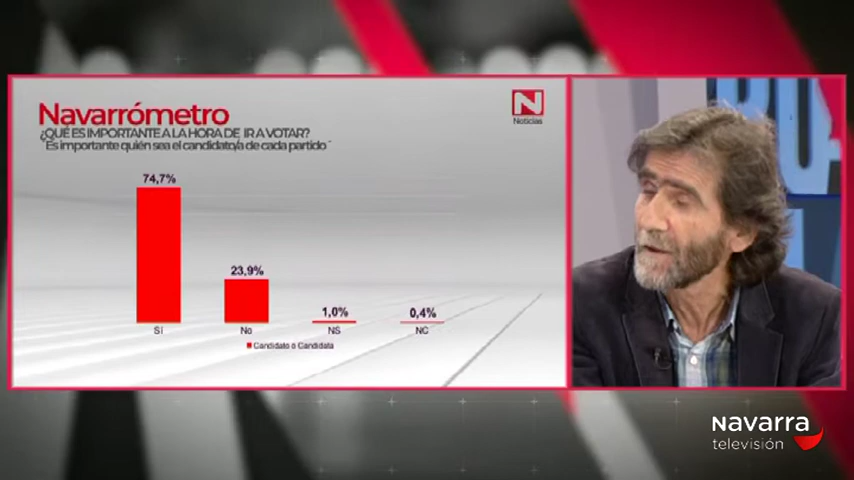 Navarrómetro
¿QUÉ ES IMPORTANTE A LA HORA DE IR A VOTAR?
¨Es importante quién sea el candidato/a de cada partido¨
N
Noticias
74,7%
23,9%
1,0%
0,4%
Sí
No
NS
NC
Candidato o Candidata
Navarra
televisión